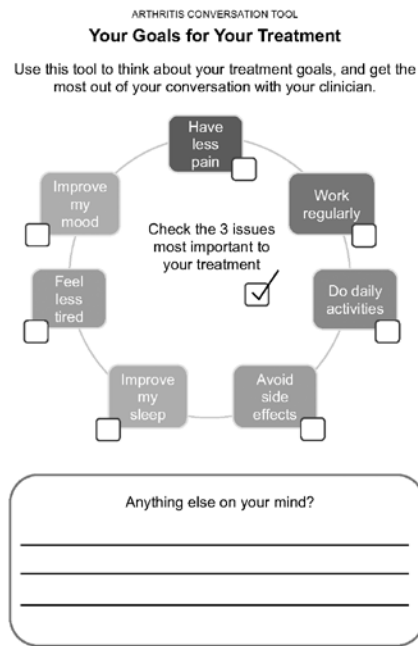 ARTHRITIS CONVERSATION TOOL
Your Goals for Your Treatment
Use this tool to think about your treatment goals, and get the
most out of your conversation with your clinician.
Have
less
pain
Work
regularly
Do daily
activities
Avoid
side
effects
Improve
my
sleep
Feel
less
tired
Improve
my
mood
Check the 3 issues
most important to
your treatment
Anything else on your mind?